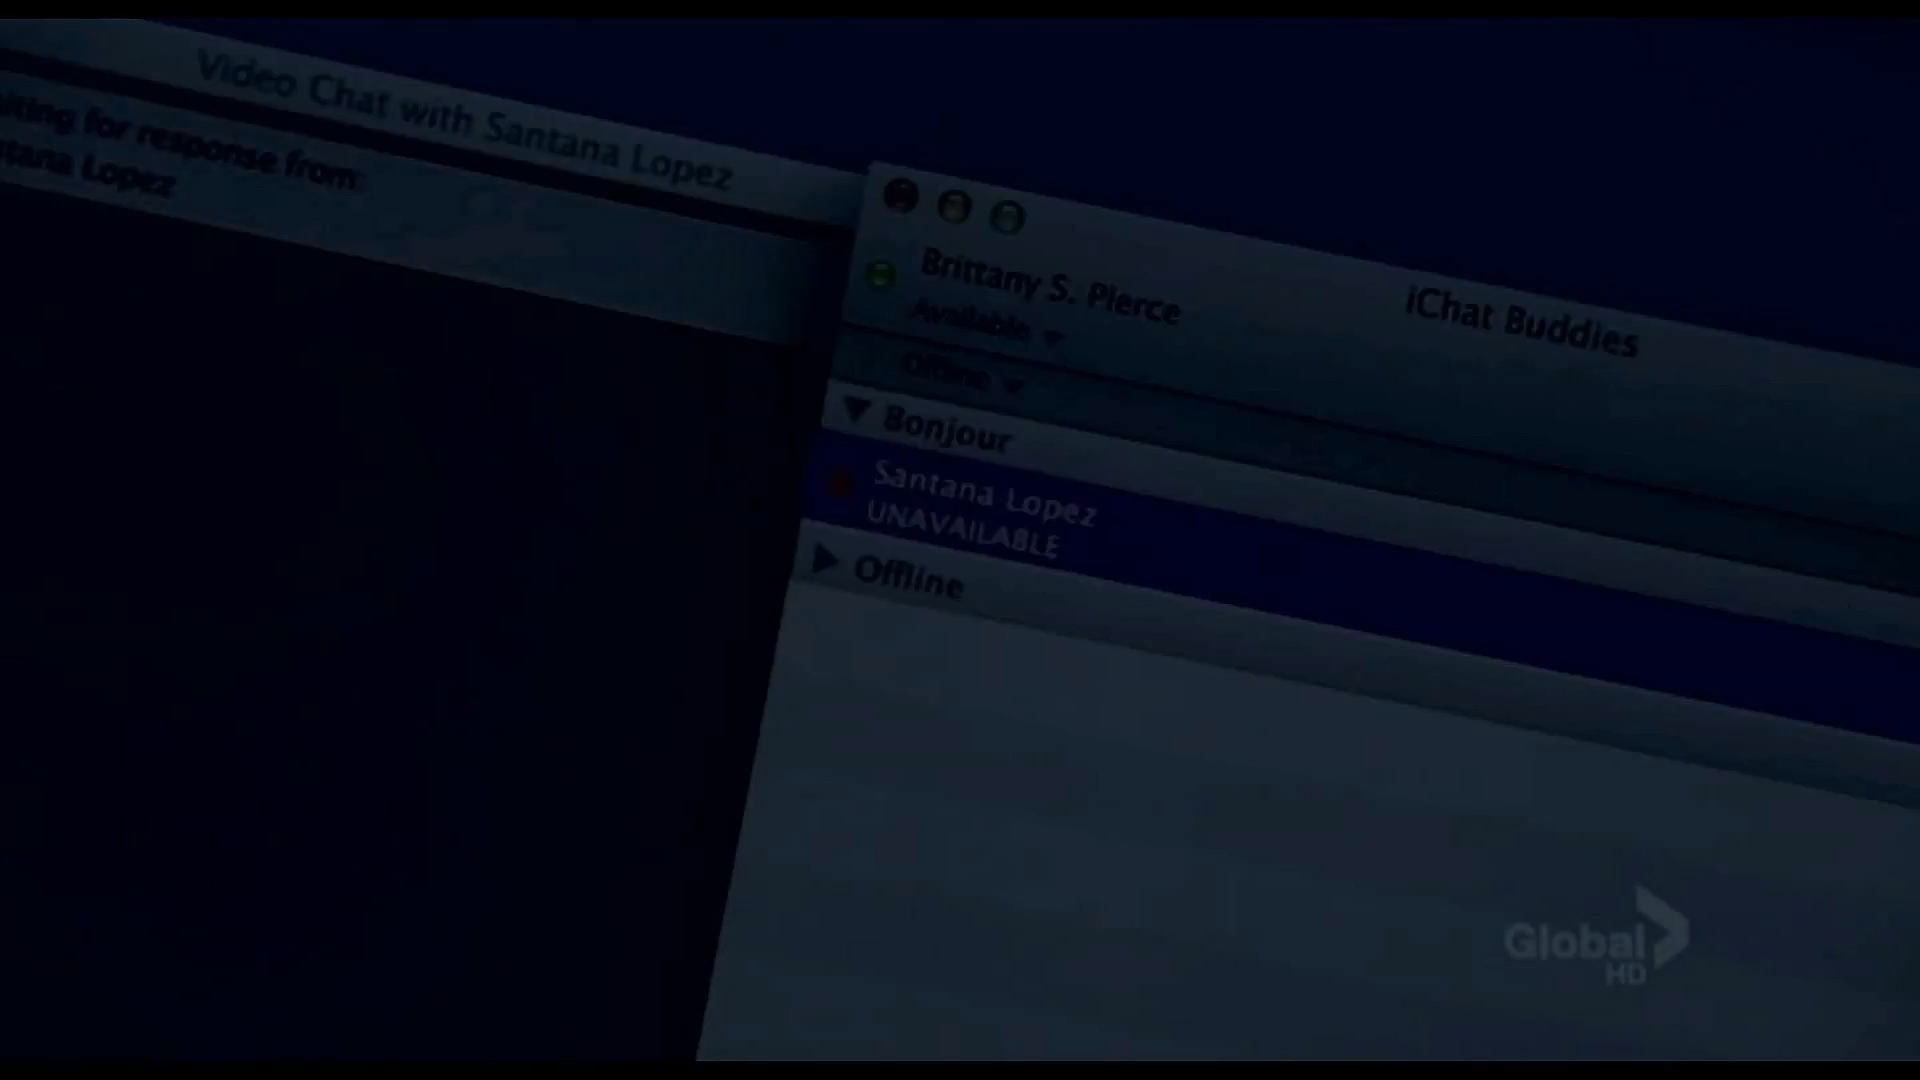 Video Chat with Santana Lopez
for response from:
Lopez
Brittany S. Pierce
iChat Buddies
Available
Offline
Bonjour
Santana Lopez
UNAVAILABLE
Offline
Global
HD